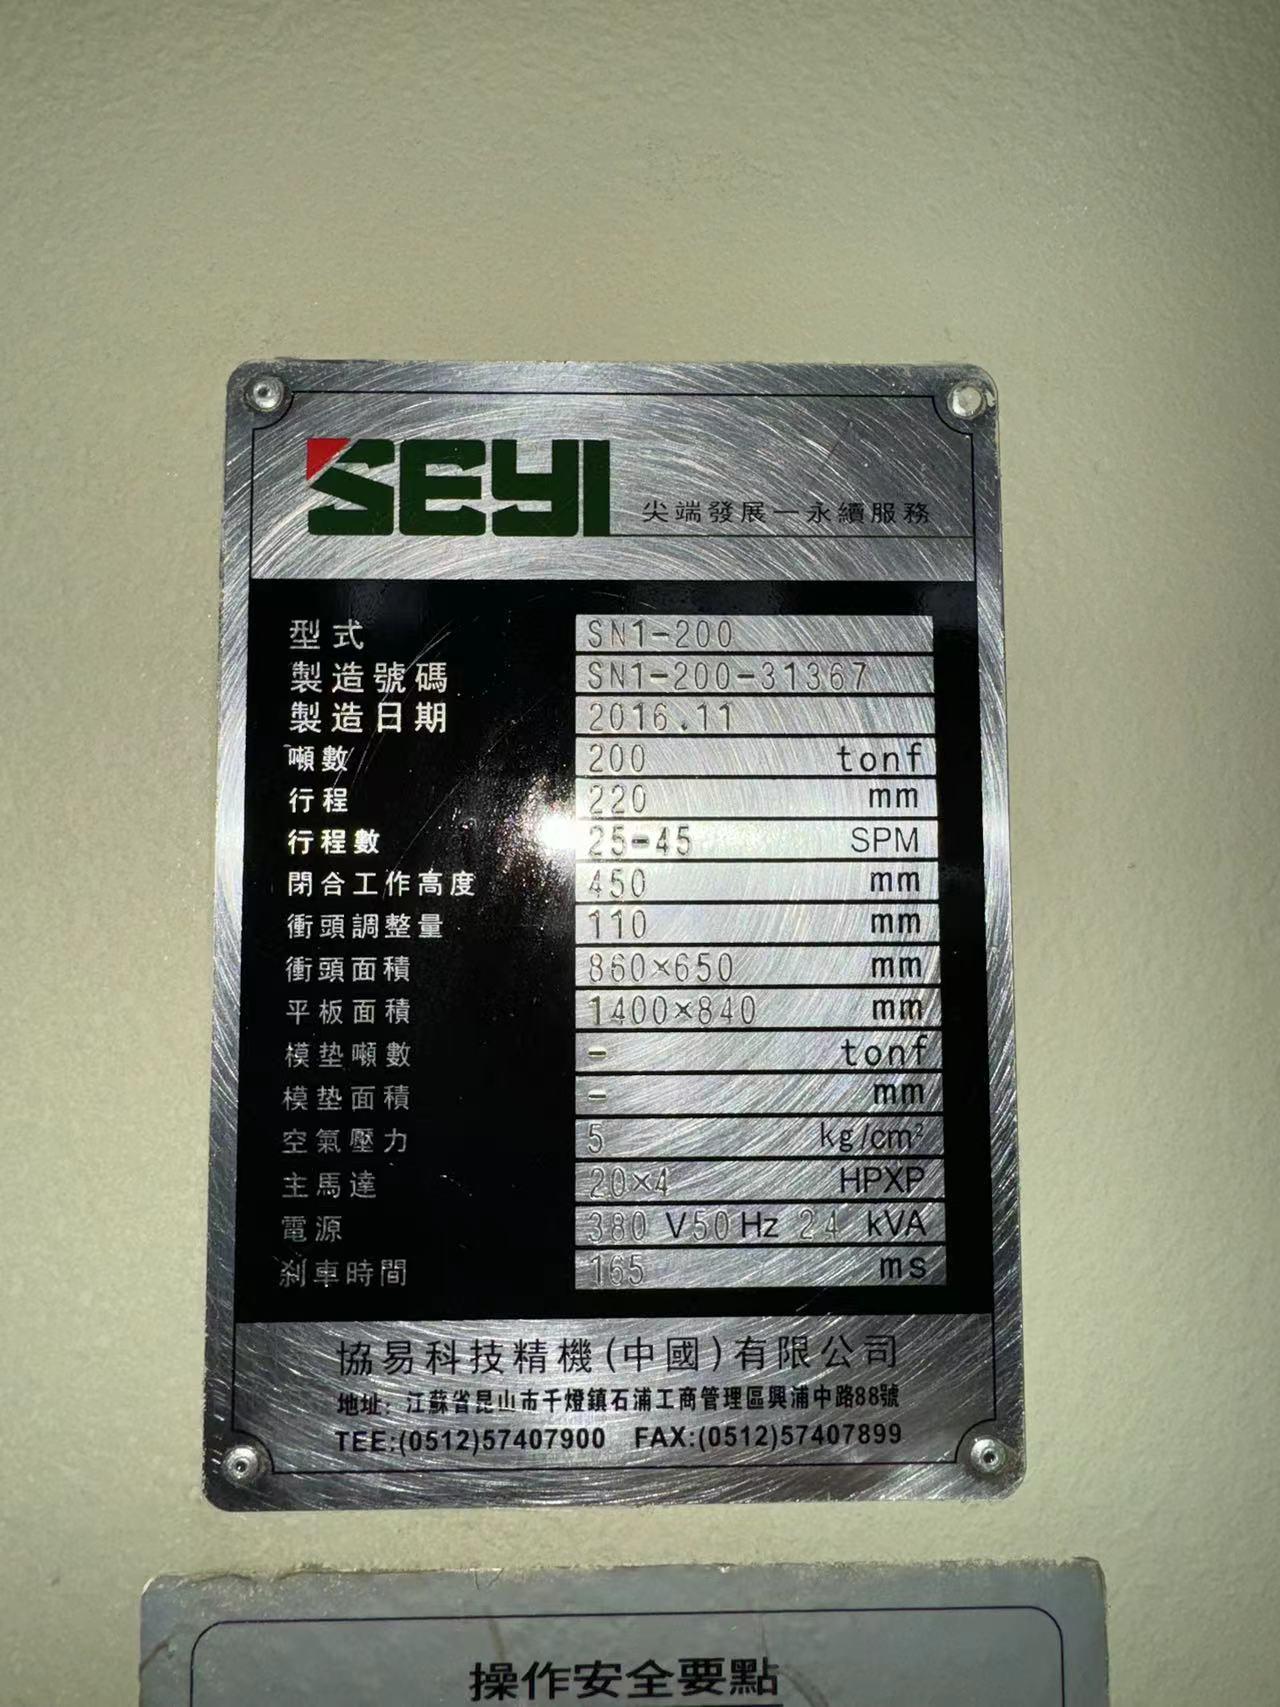 SEYI 尖端發展一永續服務
型式 SN1-200
製造號碼 SN1-200-31367
製造日期 2016.11
噸數 200 tonf
行程 220 mm
行程數 25-45 SPM
閉合工作高度 450 mm
衝頭調整量 110 mm
衝頭面積 860×650 mm
平板面積 1400×840 mm
模墊噸數 - tonf
模墊面積 - mm
空氣壓力 5 kg/cm²
主馬達 20×4 HPXP
電源 380 V50Hz 24 kVA
刹車時間 165 ms
協易科技精機(中國)有限公司
地址: 江蘇省昆山市千燈鎮石浦工商管理區興浦中路88號
TEE:(0512)57407900 FAX:(0512)57407899
操作安全要點